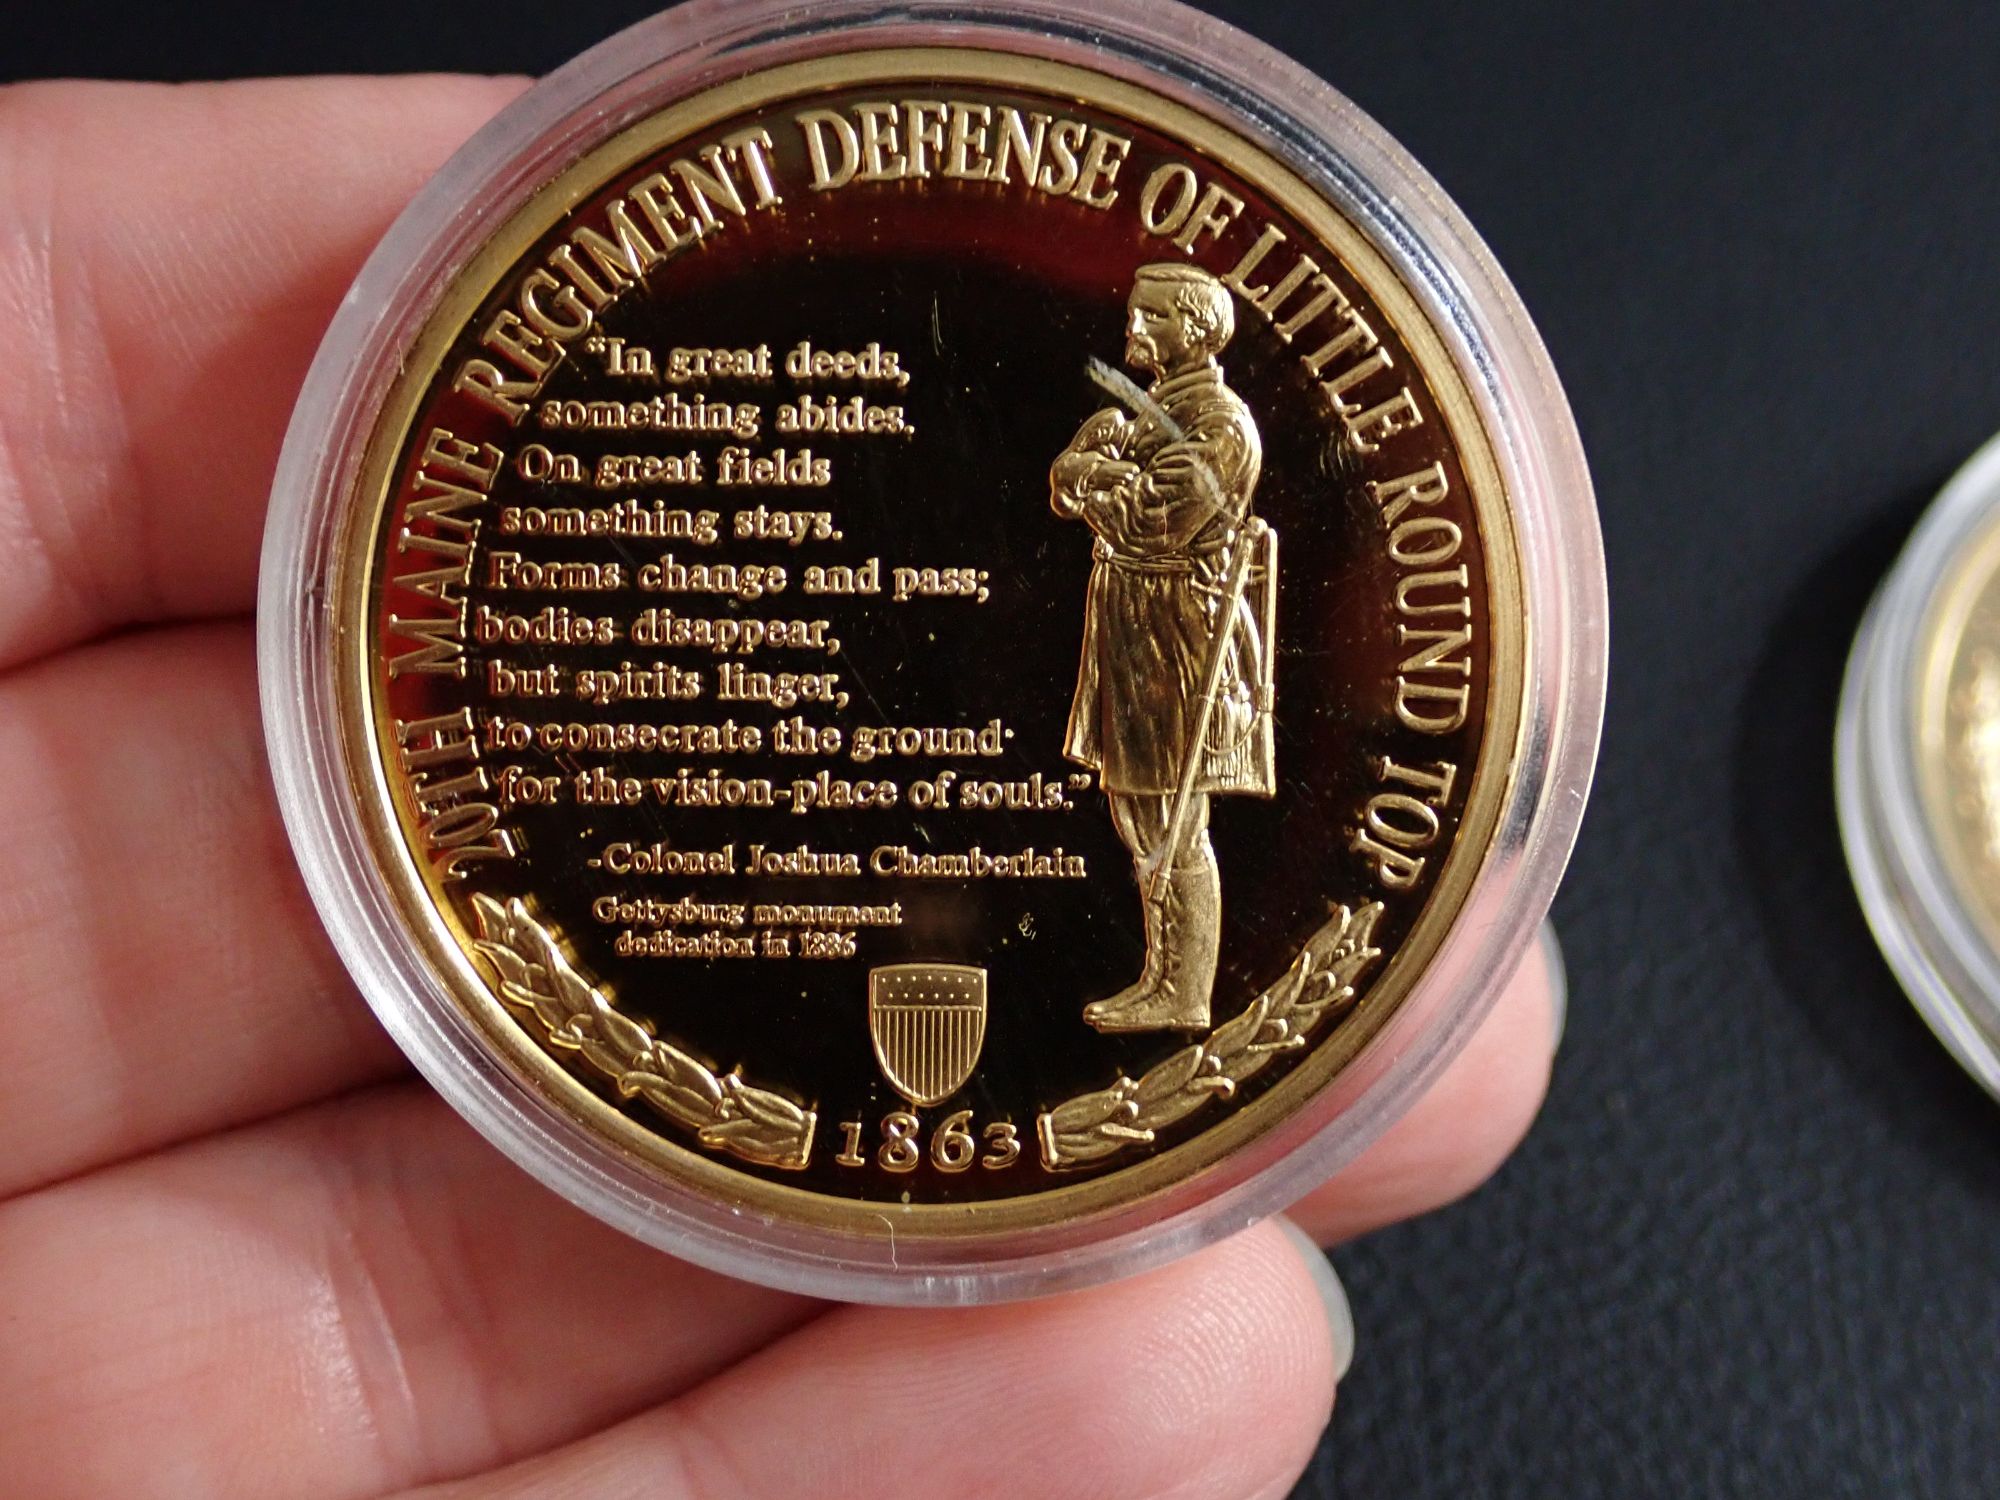 20TH MAINE REGIMENT DEFENSE OF LITTLE ROUND TOP
“In great deeds,
something abides.
On great fields
something stays.
Forms change and pass;
bodies disappear,
but spirits linger,
to consecrate the ground
for the vision-place of souls.”
-Colonel Joshua Chamberlain
Gettysburg monument
dedication in 1886
1863